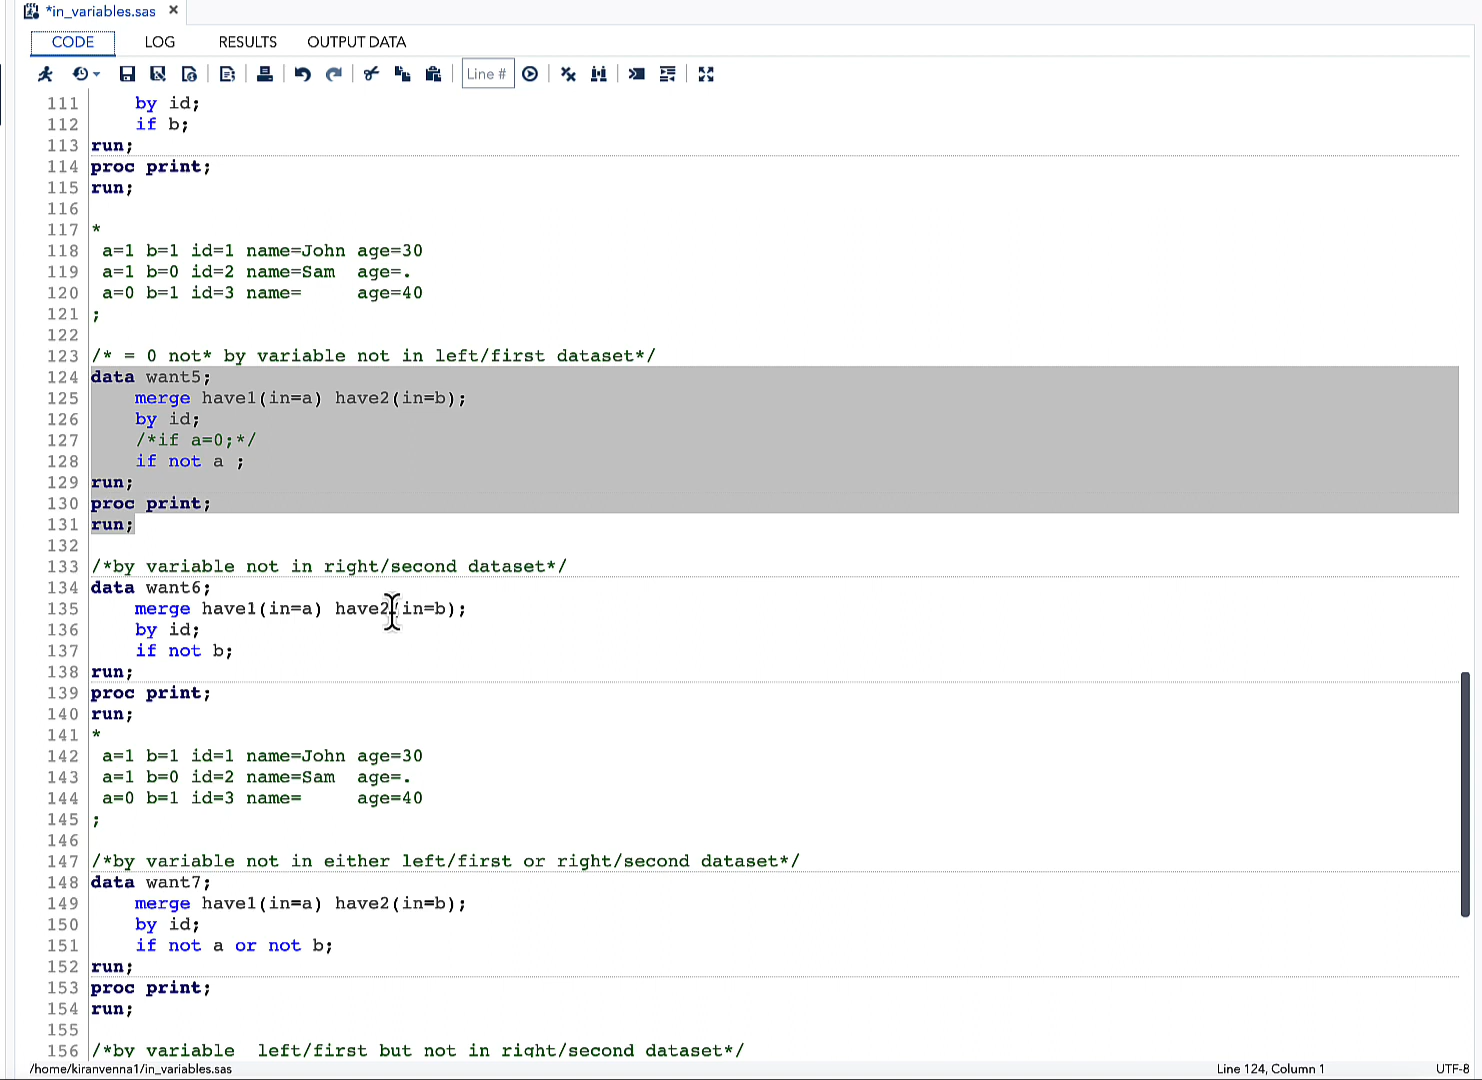 *in_variables.sas ×
CODE LOG RESULTS OUTPUT DATA
Line #
111 by id;
112 if b;
113 run;
114 proc print;
115 run;
116
117 *
118 a=1 b=1 id=1 name=John age=30
119 a=1 b=0 id=2 name=Sam age=.
120 a=0 b=1 id=3 name= age=40
121 ;
122
123 /* = 0 not* by variable not in left/first dataset*/
124 data want5;
125 merge have1(in=a) have2(in=b);
126 by id;
127 /*if a=0;*/
128 if not a ;
129 run;
130 proc print;
131 run;
132
133 /*by variable not in right/second dataset*/
134 data want6;
135 merge have1(in=a) have2(in=b);
136 by id;
137 if not b;
138 run;
139 proc print;
140 run;
141 *
142 a=1 b=1 id=1 name=John age=30
143 a=1 b=0 id=2 name=Sam age=.
144 a=0 b=1 id=3 name= age=40
145 ;
146
147 /*by variable not in either left/first or right/second dataset*/
148 data want7;
149 merge have1(in=a) have2(in=b);
150 by id;
151 if not a or not b;
152 run;
153 proc print;
154 run;
155
156 /*by variable left/first but not in right/second dataset*/
/home/kiranvenna1/in_variables.sas Line 124, Column 1 UTF-8